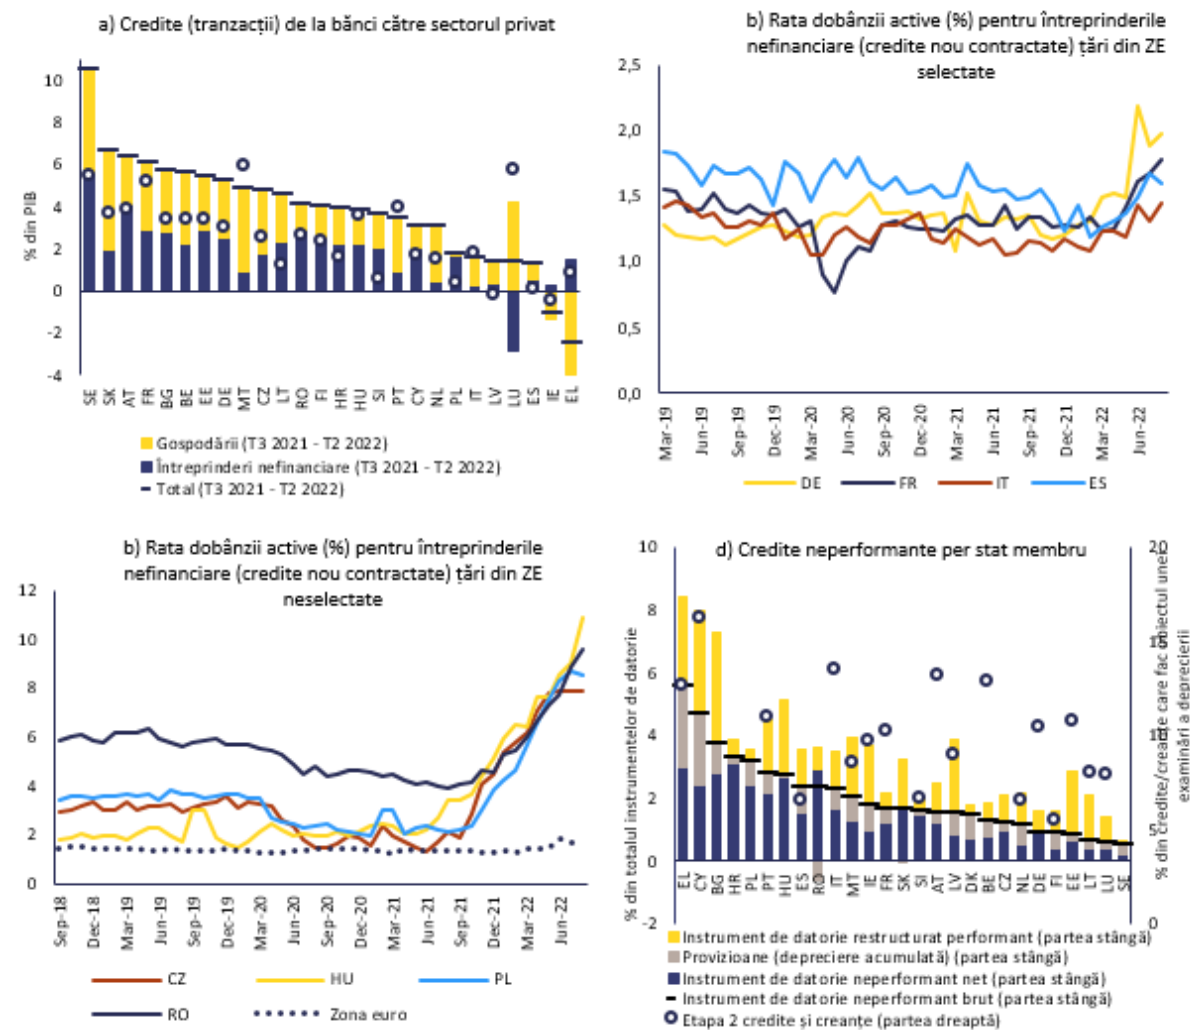 a) Credite (tranzacții) de la bănci către sectorul privat
% din PIB
10
8
6
4
2
0
-2
-4
SE SK AT FR BG BE EE DE MT CZ LT RO FI HR HU SI PT CY NL PL IT LV LU ES IE EL
Gospodării (T3 2021 - T2 2022)
Întreprinderi nefinanciare (T3 2021 - T2 2022)
Total (T3 2021 - T2 2022)
b) Rata dobânzii active (%) pentru întreprinderile
nefinanciare (credite nou contractate) țări din ZE
selectate
2,5
2,0
1,5
1,0
0,5
0,0
Mar-19 Jun-19 Sep-19 Dec-19 Mar-20 Jun-20 Sep-20 Dec-20 Mar-21 Jun-21 Sep-21 Dec-21 Mar-22 Jun-22
DE FR IT ES
b) Rata dobânzii active (%) pentru întreprinderile
nefinanciare (credite nou contractate) țări din ZE
neselectate
12
10
8
6
4
2
0
Sep-18 Dec-18 Mar-19 Jun-19 Sep-19 Dec-19 Mar-20 Jun-20 Sep-20 Dec-20 Mar-21 Jun-21 Sep-21 Dec-21 Mar-22 Jun-22
CZ HU PL
RO Zona euro
d) Credite neperformante per stat membru
% din totalul instrumentelor de datorie
10
8
6
4
2
0
-2
EL CY BG HR PL PT HU ES RO IT MT IE FR SK SI AT LV DK BE CZ NL DE FI EE LT LU SE
20
15
10
5
0
% din credite/creanțe care fac obiectul unei
examinări a deprecierii
Instrument de datorie restructurat performant (partea stângă)
Provizioane (depreciere acumulată) (partea stângă)
Instrument de datorie neperformant net (partea stângă)
Instrument de datorie neperformant brut (partea stângă)
Etapa 2 credite și creanțe (partea dreaptă)